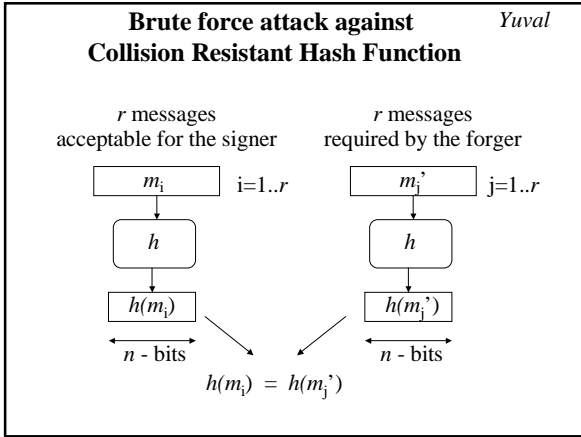 Brute force attack against
Collision Resistant Hash Function
Yuval
r messages
acceptable for the signer
r messages
required by the forger
mi
i=1..r
mj’
j=1..r
h
h
h(mi)
h(mj’)
n - bits
n - bits
h(mi) = h(mj’)